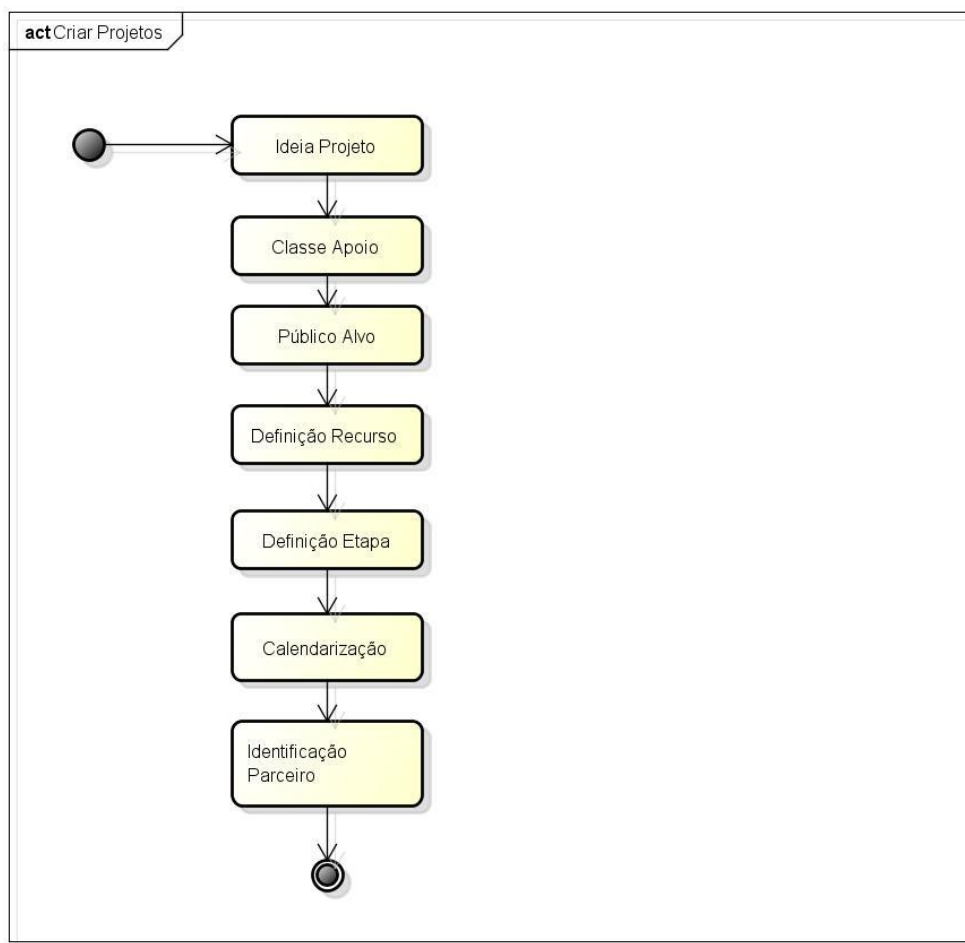 act Criar Projetos
Ideia Projeto
Classe Apoio
Público Alvo
Definição Recurso
Definição Etapa
Calendarização
Identificação
Parceiro